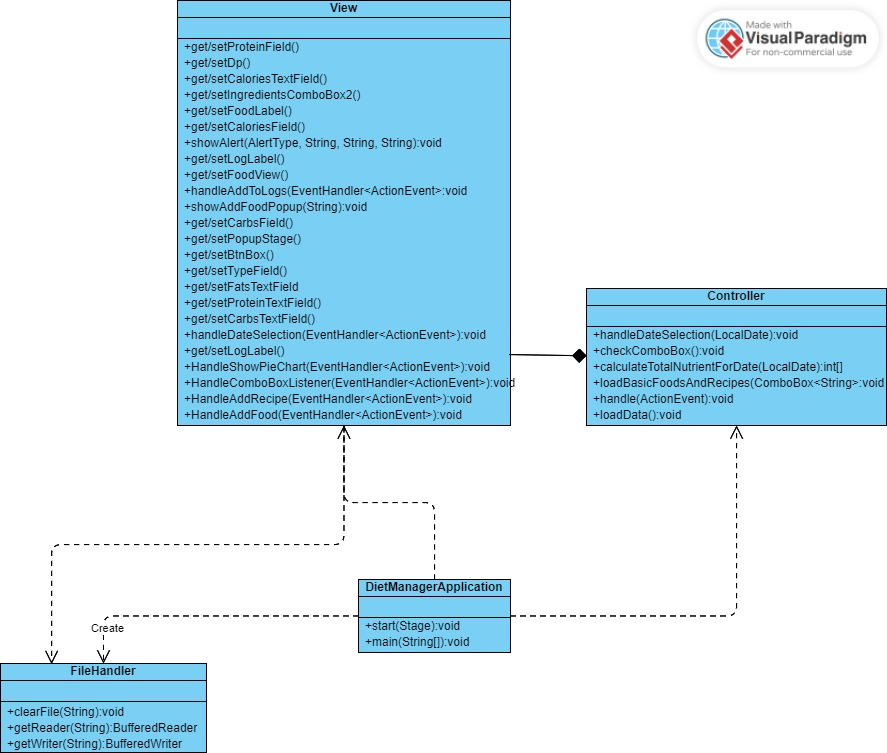 View
+get/setProteinField()
+get/setDp()
+get/setCaloriesTextField()
+get/setIngredientsComboBox2()
+get/setFoodLabel()
+get/setCaloriesField()
+showAlert(AlertType, String, String, String):void
+get/setLogLabel()
+get/setFoodView()
+handleAddToLogs(EventHandler<ActionEvent>:void
+showAddFoodPopup(String):void
+get/setCarbsField()
+get/setPopupStage()
+get/setBtnBox()
+get/setTypeField()
+get/setFatsTextField
+get/setProteinTextField()
+get/setCarbsTextField()
+handleDateSelection(EventHandler<ActionEvent>):void
+get/setLogLabel()
+HandleShowPieChart(EventHandler<ActionEvent>):void
+HandleComboBoxListener(EventHandler<ActionEvent>):void
+HandleAddRecipe(EventHandler<ActionEvent>):void
+HandleAddFood(EventHandler<ActionEvent>):void
Made with
Visual Paradigm
For non-commercial use
Controller
+handleDateSelection(LocalDate):void
+checkComboBox():void
+calculateTotalNutrientForDate(LocalDate):int[]
+loadBasicFoodsAndRecipes(ComboBox<String>:void
+handle(ActionEvent):void
+loadData():void
DietManagerApplication
+start(Stage):void
+main(String[]):void
Create
FileHandler
+clearFile(String):void
+getReader(String):BufferedReader
+getWriter(String):BufferedWriter